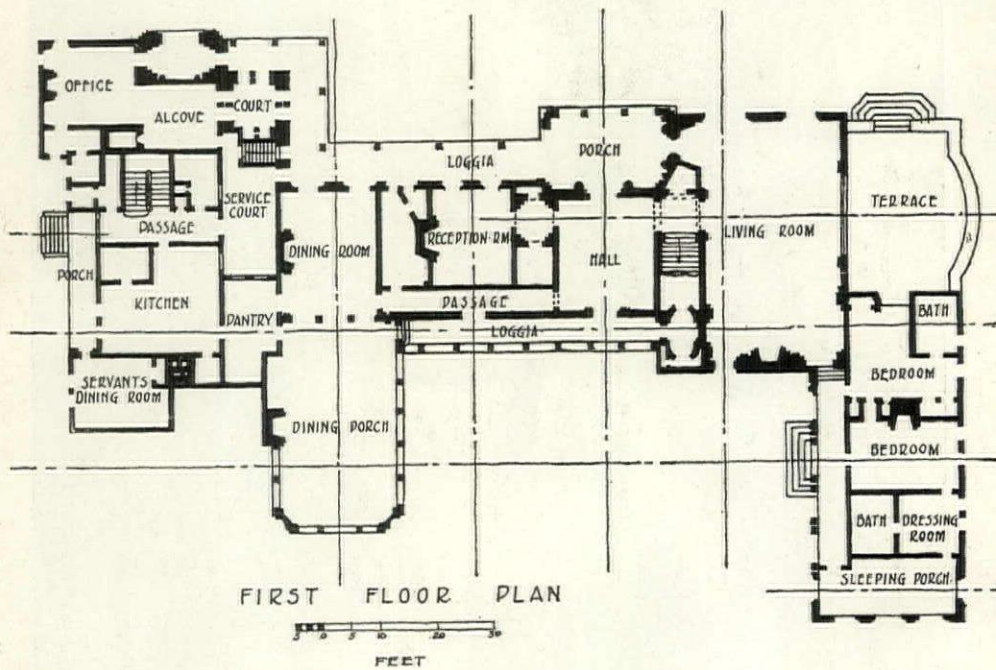 OFFICE
ALCOVE
COURT
LOGGIA
PORCH
SERVICE
COURT
PASSAGE
PORCH
KITCHEN
PANTRY
SERVANTS
DINING ROOM
DINING ROOM
RECEPTION RM
HALL
LIVING ROOM
TERRACE
PASSAGE
LOGGIA
DINING PORCH
BATH
BEDROOM
BEDROOM
BATH
DRESSING
ROOM
SLEEPING PORCH
FIRST FLOOR PLAN
5 0 5 10 20 30
FEET